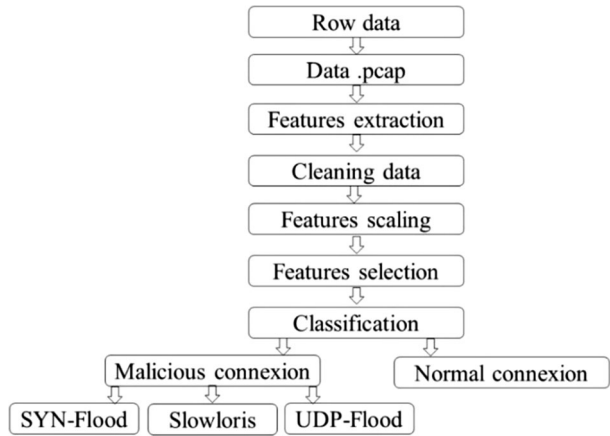 Row data
Data .pcap
Features extraction
Cleaning data
Features scaling
Features selection
Classification
Malicious connexion
Normal connexion
SYN-Flood
Slowloris
UDP-Flood